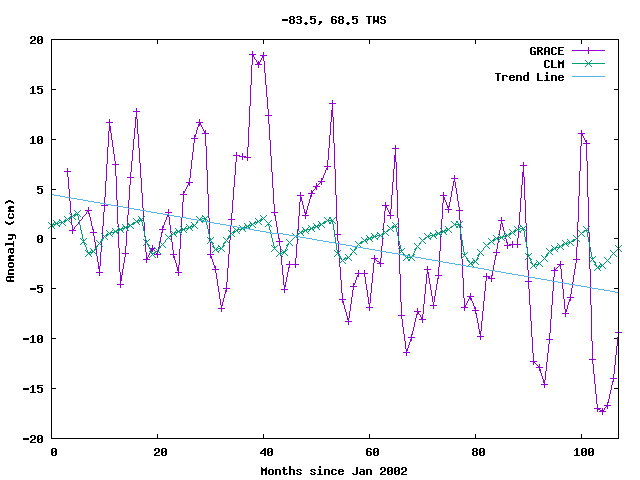 -83.5, 68.5 TWS
GRACE
CLM
Trend Line
20
15
10
5
0
-5
-10
-15
-20
Anomaly (cm)
0 20 40 60 80 100
Months since Jan 2002